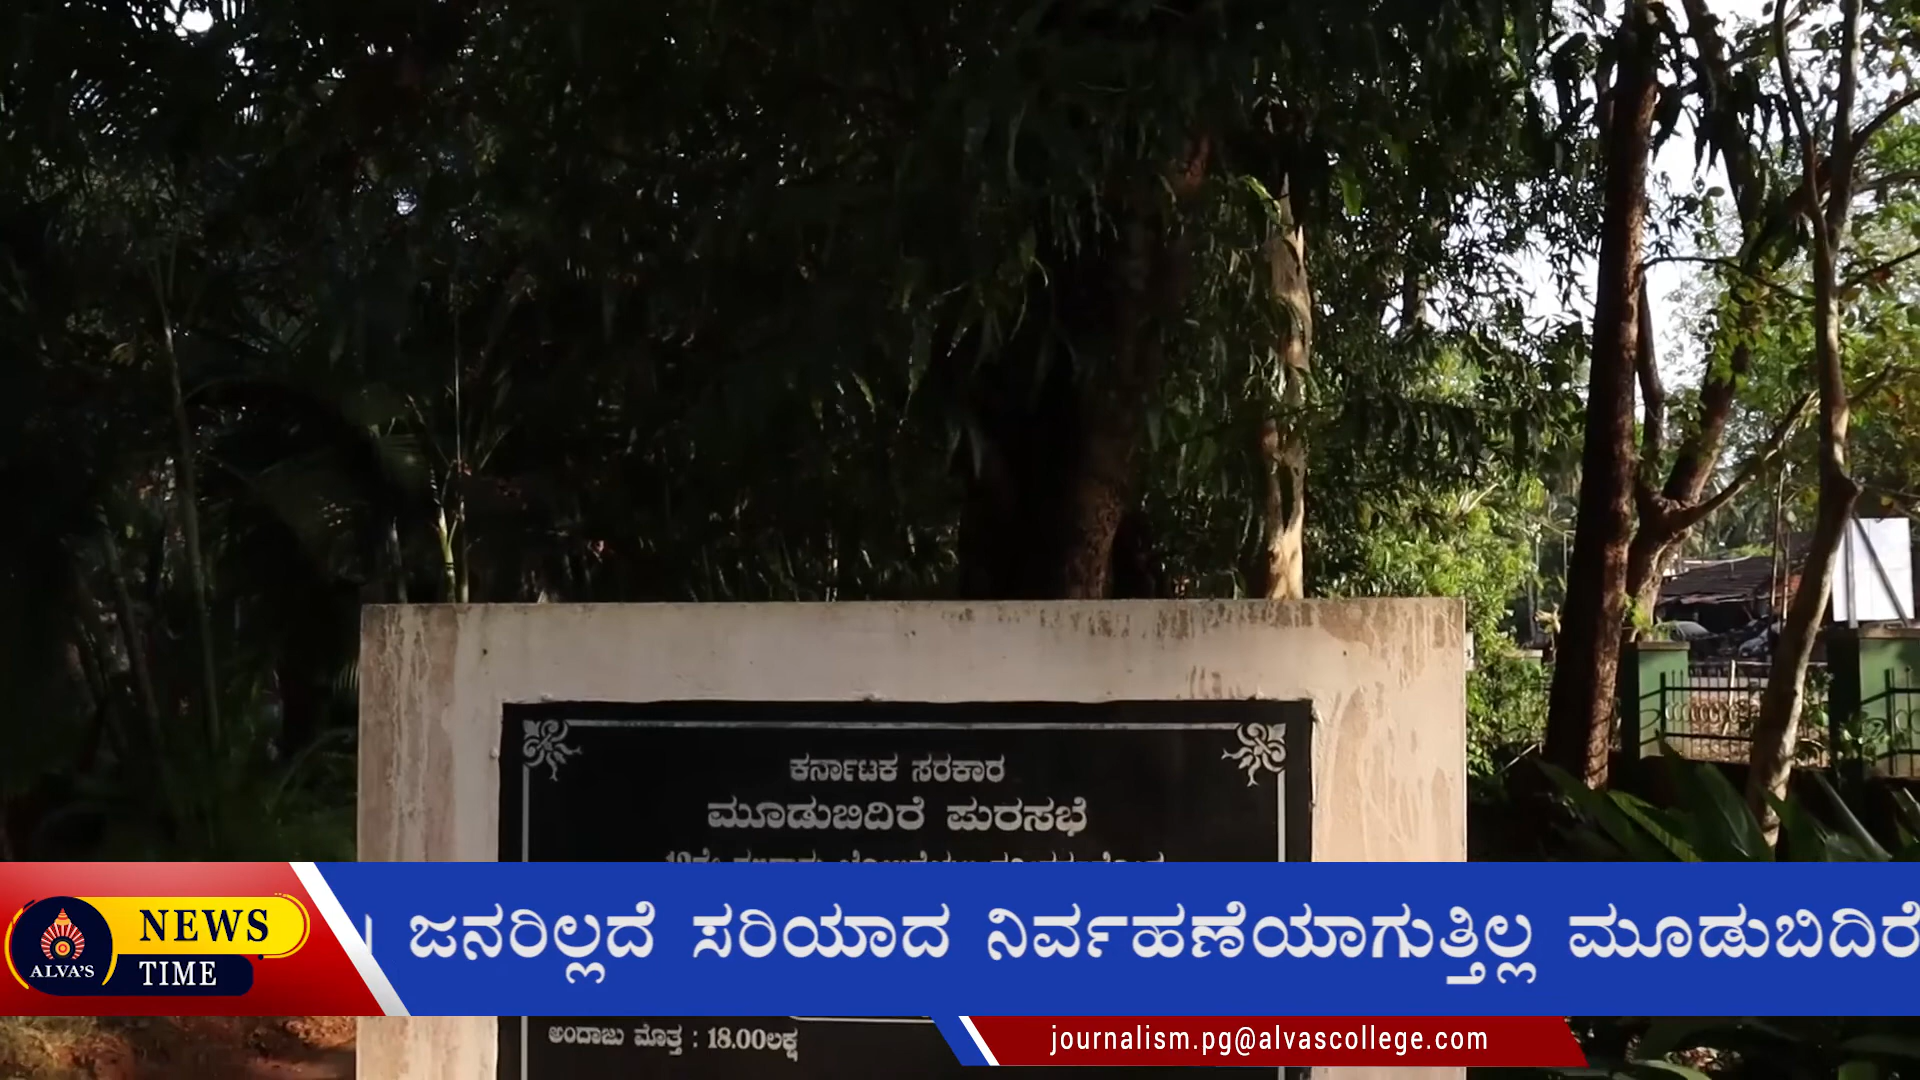 ಕರ್ನಾಟಕ ಸರಕಾರ
ಮೂಡುಬಿದಿರೆ ಪುರಸಭೆ
NEWS
TIME
ALVA'S
ಜನರಿಲ್ಲದೆ ಸರಿಯಾದ ನಿರ್ವಹಣೆಯಾಗುತ್ತಿಲ್ಲ ಮೂಡುಬಿದಿರೆ
ಅಂದಾಜು ಮೊತ್ತ : 18.00ಲಕ್ಷ
journalism.pg@alvascollege.com